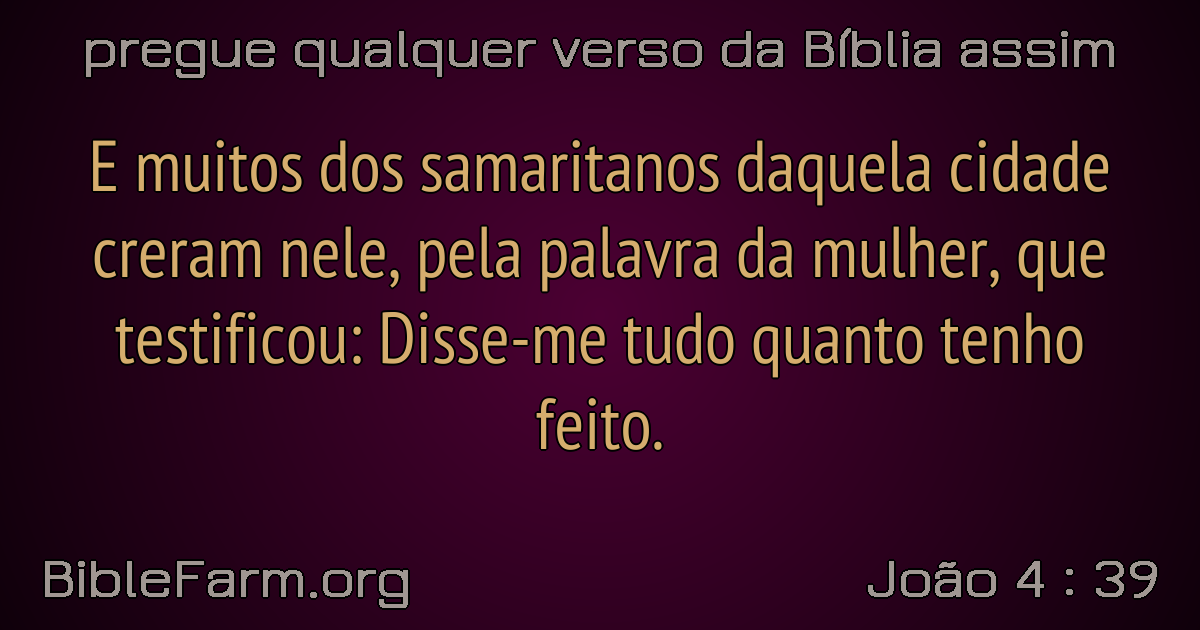 pregue qualquer verso da Bíblia assim
E muitos dos samaritanos daquela cidade
creram nele, pela palavra da mulher, que
testificou: Disse-me tudo quanto tenho
feito.
BibleFarm.org
João 4 : 39